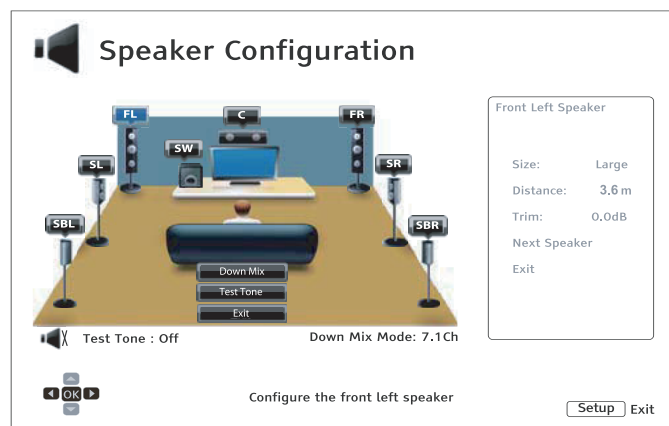 Speaker Configuration
FL
C
FR
SW
SL
SR
SBL
SBR
Down Mix
Test Tone
Exit
Test Tone : Off
Down Mix Mode: 7.1Ch
Front Left Speaker
Size: Large
Distance: 3.6 m
Trim: 0.0dB
Next Speaker
Exit
OK
Configure the front left speaker
Setup Exit